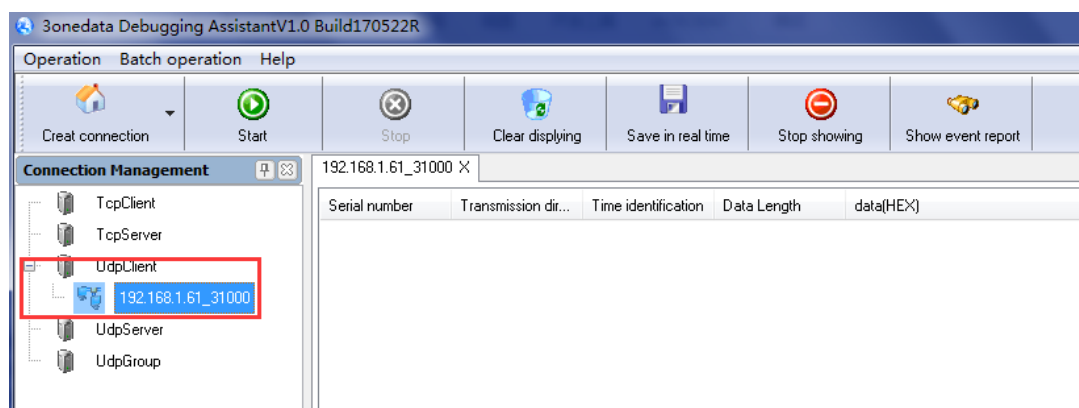 3onedata Debugging AssistantV1.0 Build170522R
Operation Batch operation Help
Creat connection Start Stop Clear displying Save in real time Stop showing Show event report
Connection Management 192.168.1.61_31000 X
Serial number Transmission dir... Time identification Data Length data(HEX)
TcpClient
TcpServer
UdpClient
192.168.1.61_31000
UdpServer
UdpGroup